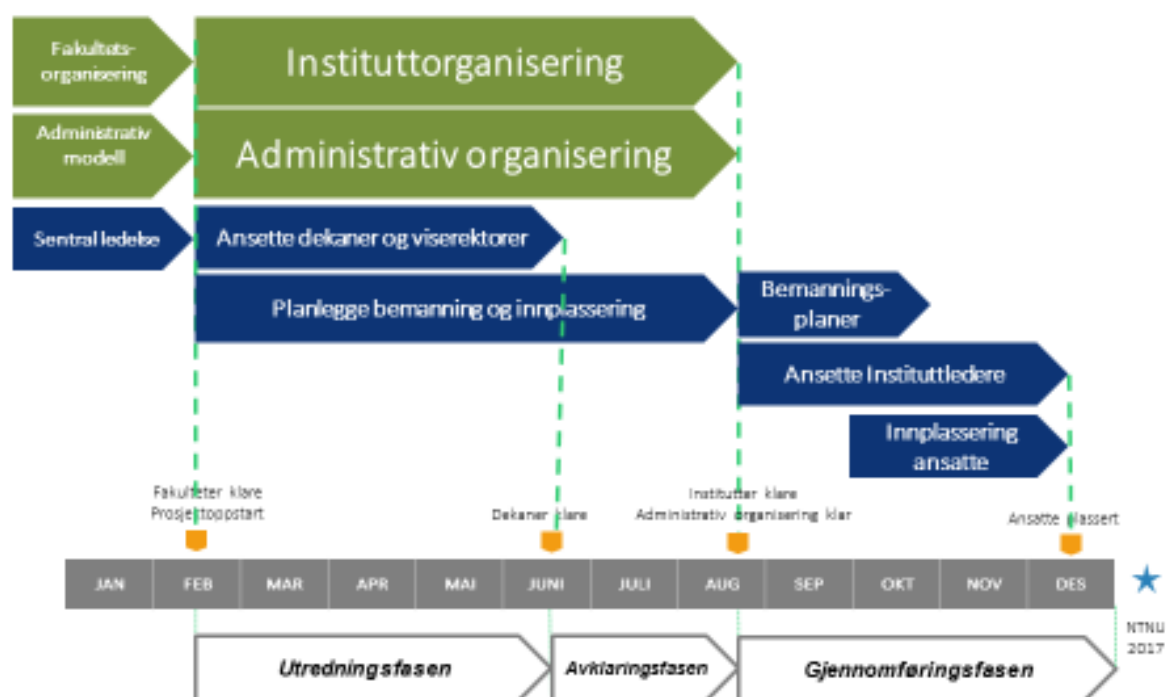 Fakultets-
organisering
Instituttorganisering
Administrativ
modell
Administrativ organisering
Sentral ledelse
Ansette dekaner og viserektorer
Planlegge bemanning og innplassering
Bemannings-
planer
Ansette Instituttledere
Innplassering
ansatte
Fakulteter klare
Prosjektoppstart
Dekaner klare
Institutter klare
Administrativ organisering klar
Ansatte plassert
JAN FEB MAR APR MAI JUNI JULI AUG SEP OKT NOV DES
NTNU
2017
Utredningsfasen
Avklaringsfasen
Gjennomføringsfasen